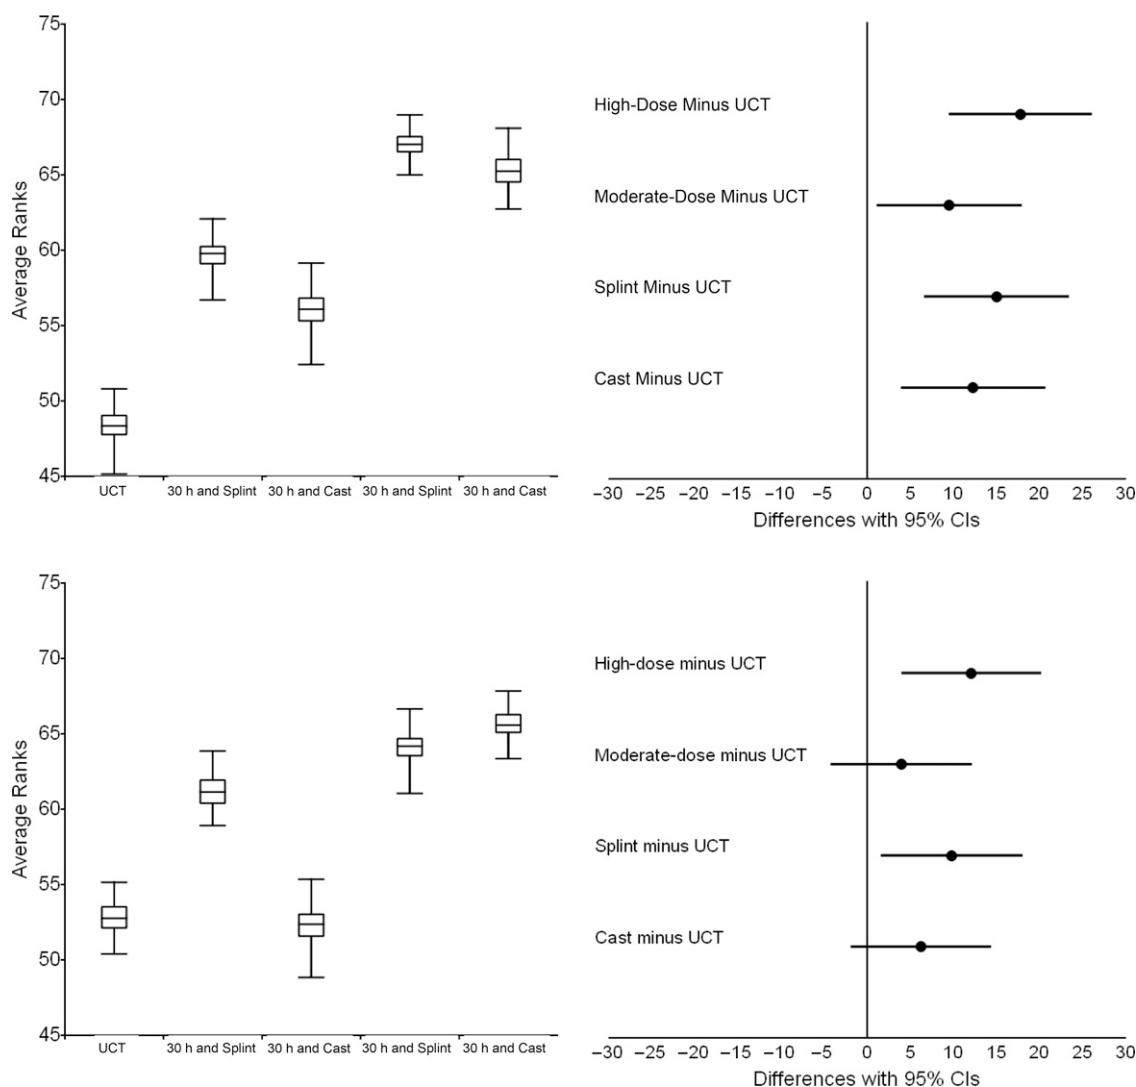 75
70
65
60
55
50
45
Average Ranks
UCT
30 h and Splint
30 h and Cast
30 h and Splint
30 h and Cast
High-Dose Minus UCT
Moderate-Dose Minus UCT
Splint Minus UCT
Cast Minus UCT
–30 –25 –20 –15 –10 –5 0 5 10 15 20 25 30
Differences with 95% CIs
75
70
65
60
55
50
45
Average Ranks
UCT
30 h and Splint
30 h and Cast
30 h and Splint
30 h and Cast
High-dose minus UCT
Moderate-dose minus UCT
Splint minus UCT
Cast minus UCT
–30 –25 –20 –15 –10 –5 0 5 10 15 20 25 30
Differences with 95% CIs